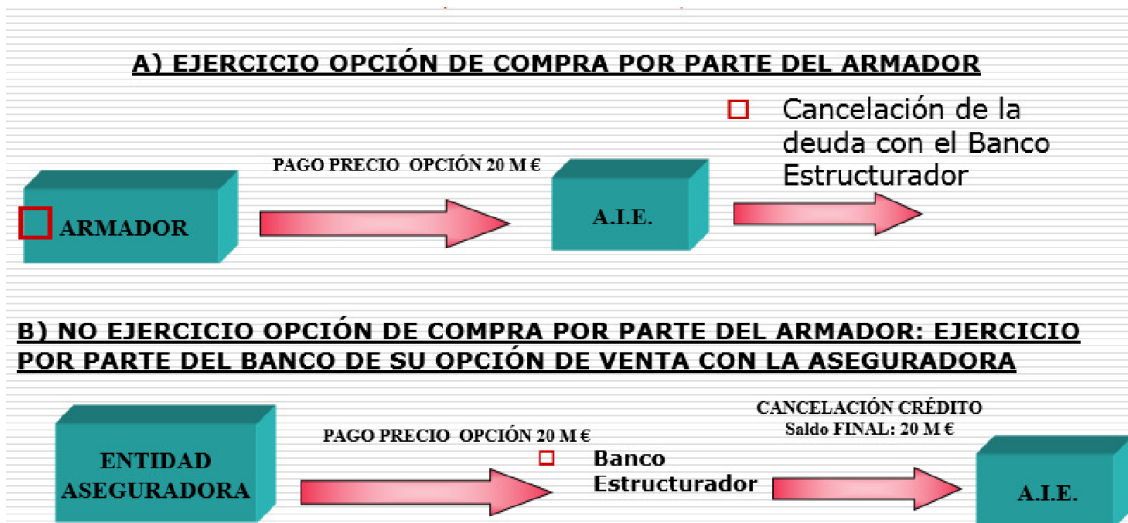 A) EJERCICIO OPCIÓN DE COMPRA POR PARTE DEL ARMADOR
Cancelación de la
deuda con el Banco
Estructurador
PAGO PRECIO OPCIÓN 20 M €
ARMADOR
A.I.E.
B) NO EJERCICIO OPCIÓN DE COMPRA POR PARTE DEL ARMADOR: EJERCICIO
POR PARTE DEL BANCO DE SU OPCIÓN DE VENTA CON LA ASEGURADORA
ENTIDAD
ASEGURADORA
PAGO PRECIO OPCIÓN 20 M €
Banco
Estructurador
CANCELACIÓN CRÉDITO
Saldo FINAL: 20 M €
A.I.E.